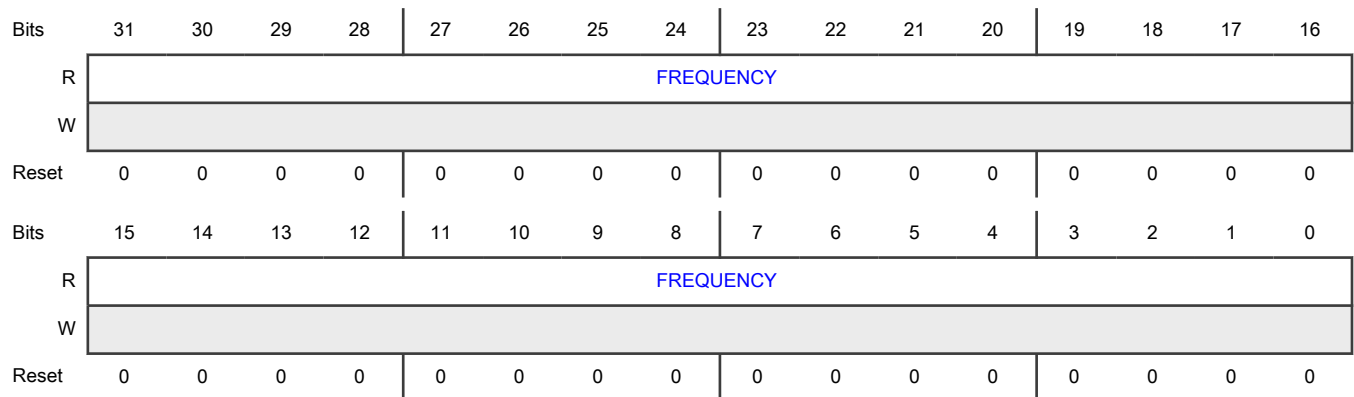 Bits 31 30 29 28 27 26 25 24 23 22 21 20 19 18 17 16
R FREQUENCY
W
Reset 0 0 0 0 0 0 0 0 0 0 0 0 0 0 0 0
Bits 15 14 13 12 11 10 9 8 7 6 5 4 3 2 1 0
R FREQUENCY
W
Reset 0 0 0 0 0 0 0 0 0 0 0 0 0 0 0 0